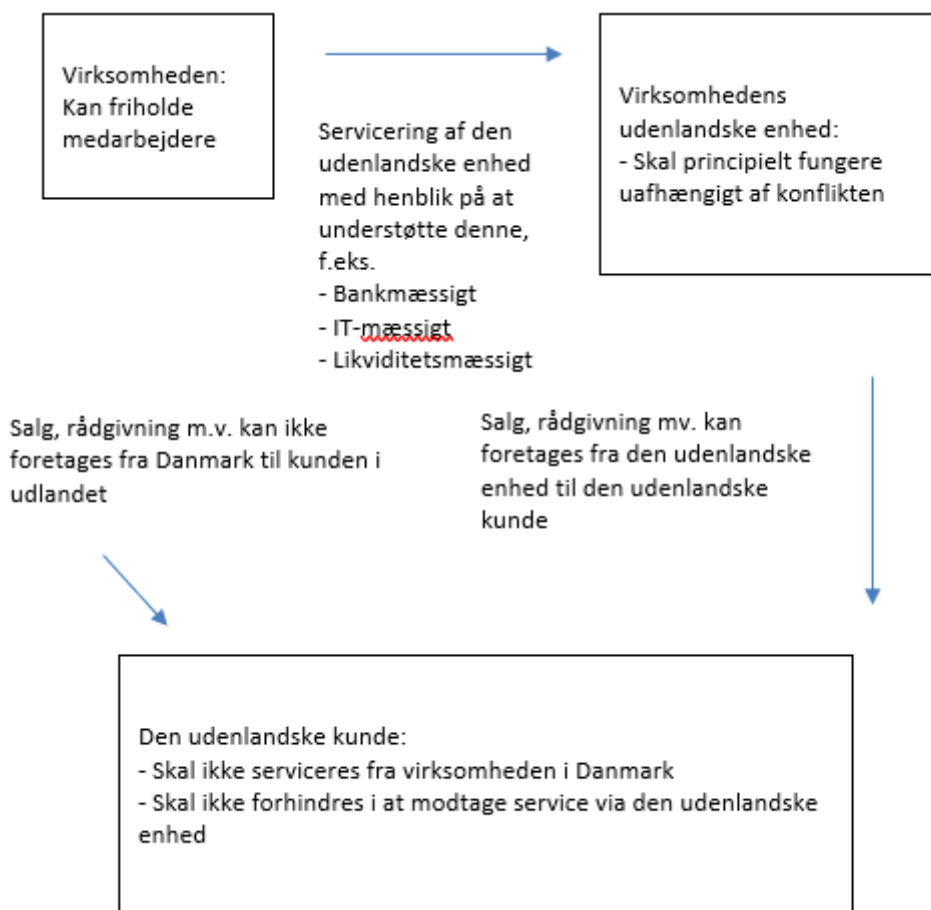 Virksomheden:
Kan friholde
medarbejdere
Servicering af den
udenlandske enhed
med henblik på at
understøtte denne,
f.eks.
- Bankmæssigt
- IT-mæssigt
- Likviditetsmæssigt
Virksomhedens
udenlandske enhed:
- Skal principielt fungere
uafhængigt af konflikten
Salg, rådgivning m.v. kan ikke
foretages fra Danmark til kunden i
udlandet
Salg, rådgivning mv. kan
foretages fra den udenlandske
enhed til den udenlandske
kunde
Den udenlandske kunde:
- Skal ikke serviceres fra virksomheden i Danmark
- Skal ikke forhindres i at modtage service via den udenlandske
enhed